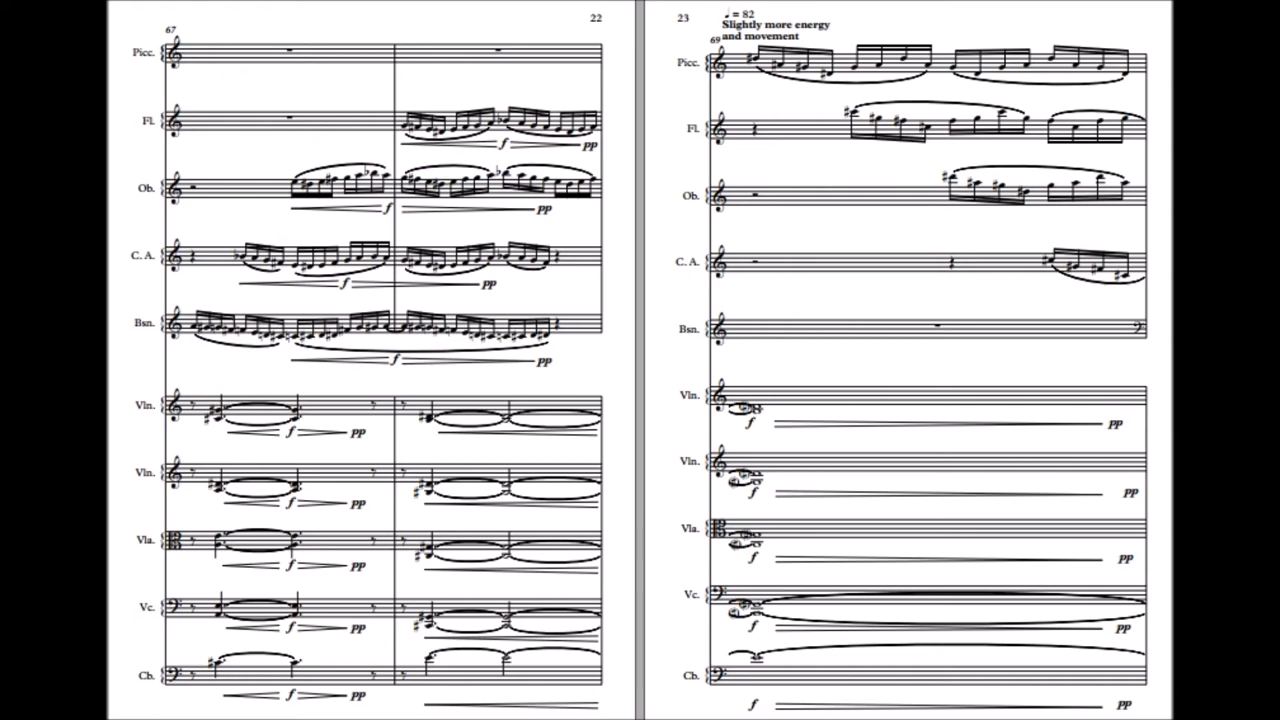 22
67
Picc.
Fl.
f
pp
Ob.
f
pp
C. A.
f
pp
Bsn.
f
pp
Vln.
f
pp
Vln.
f
pp
Vla.
f
pp
Vc.
f
pp
Cb.
f
pp
23
♩ = 82
Slightly more energy
and movement
69
Picc.
Fl.
Ob.
C. A.
Bsn.
Vln.
f
pp
Vln.
f
pp
Vla.
f
pp
Vc.
f
pp
Cb.
f
pp